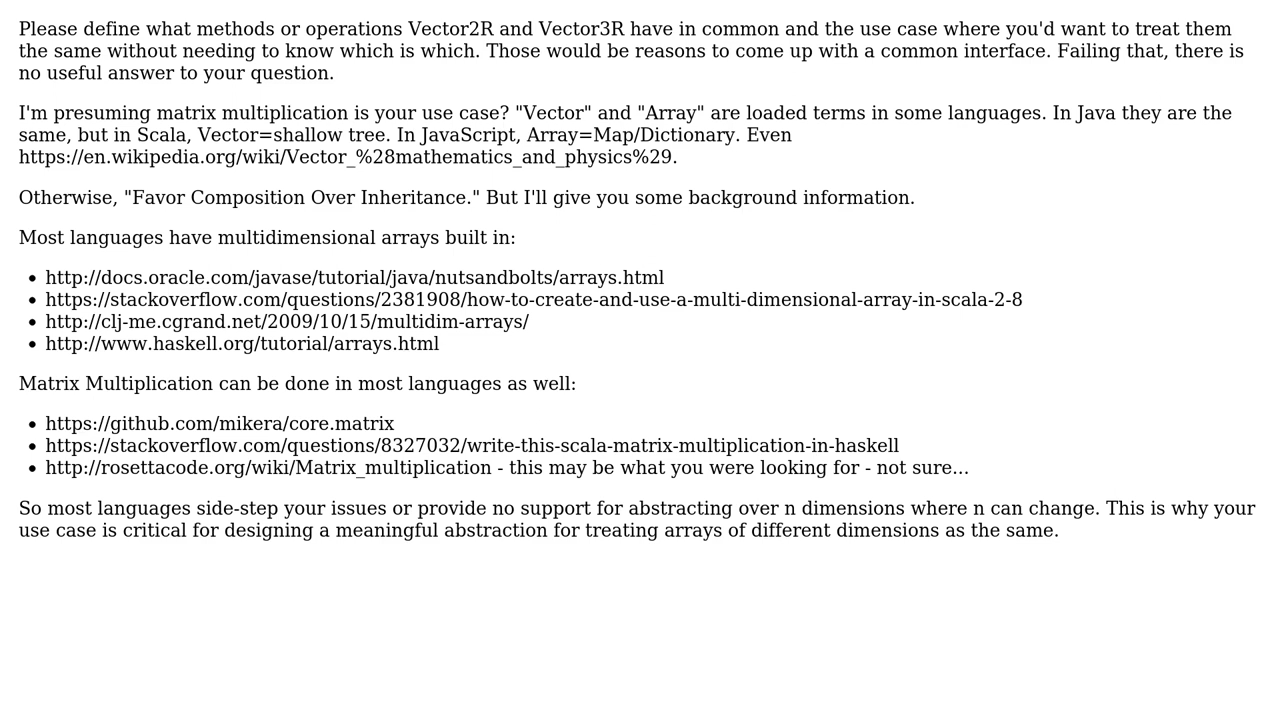 Please define what methods or operations Vector2R and Vector3R have in common and the use case where you'd want to treat them
the same without needing to know which is which. Those would be reasons to come up with a common interface. Failing that, there is
no useful answer to your question.
I'm presuming matrix multiplication is your use case? "Vector" and "Array" are loaded terms in some languages. In Java they are the
same, but in Scala, Vector=shallow tree. In JavaScript, Array=Map/Dictionary. Even
https://en.wikipedia.org/wiki/Vector_%28mathematics_and_physics%29.
Otherwise, "Favor Composition Over Inheritance." But I'll give you some background information.
Most languages have multidimensional arrays built in:
• http://docs.oracle.com/javase/tutorial/java/nutsandbolts/arrays.html
• https://stackoverflow.com/questions/2381908/how-to-create-and-use-a-multi-dimensional-array-in-scala-2-8
• http://clj-me.cgrand.net/2009/10/15/multidim-arrays/
• http://www.haskell.org/tutorial/arrays.html
Matrix Multiplication can be done in most languages as well:
• https://github.com/mikera/core.matrix
• https://stackoverflow.com/questions/8327032/write-this-scala-matrix-multiplication-in-haskell
• http://rosettacode.org/wiki/Matrix_multiplication - this may be what you were looking for - not sure...
So most languages side-step your issues or provide no support for abstracting over n dimensions where n can change. This is why your
use case is critical for designing a meaningful abstraction for treating arrays of different dimensions as the same.